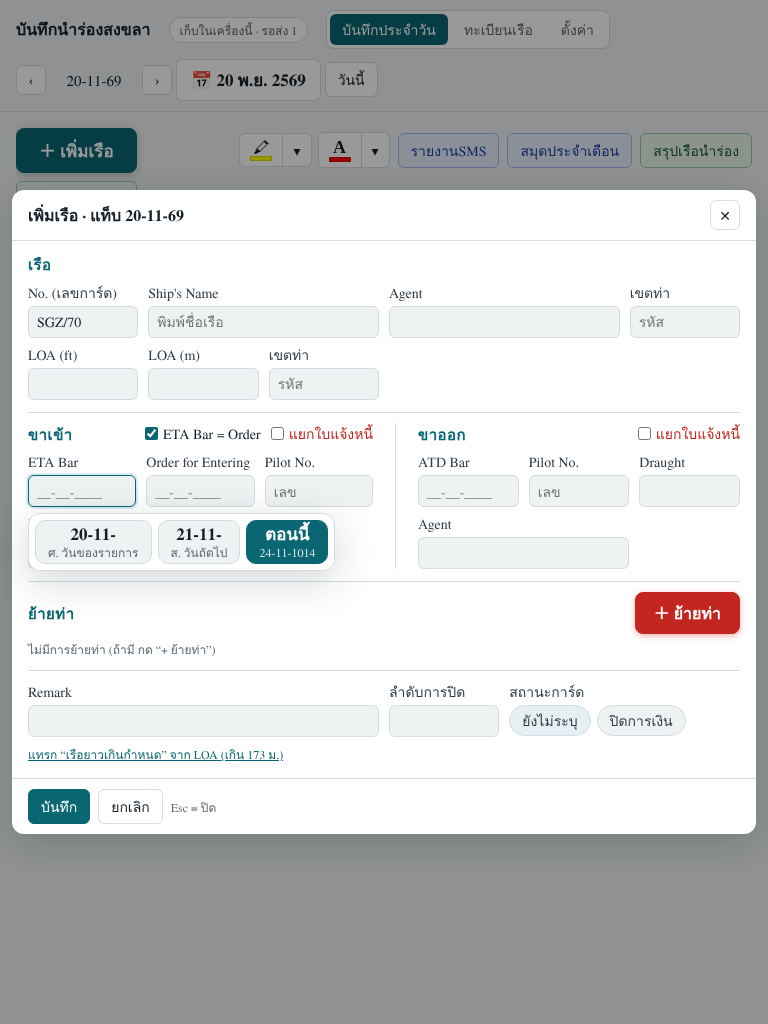 บันทึกนำร่องสงขลา
เก็บในเครื่องนี้ · รอส่ง 1
บันทึกประจำวัน
ทะเบียนเรือ
ตั้งค่า
‹
20-11-69
›
📅 20 พ.ย. 2569
วันนี้
+ เพิ่มเรือ
🖍 ▼
A ▼
รายงานSMS
สมุดประจำเดือน
สรุปเรือนำร่อง
เพิ่มเรือ · แท็บ 20-11-69
✕
เรือ
No. (เลขการ์ด)
Ship's Name
Agent
เขตท่า
SGZ/70
พิมพ์ชื่อเรือ
รหัส
LOA (ft)
LOA (m)
เขตท่า
รหัส
ขาเข้า
ETA Bar = Order
แยกใบแจ้งหนี้
ETA Bar
Order for Entering
Pilot No.
__-__-____
__-__-____
เลข
20-11-
ศ. วันของรายการ
21-11-
ส. วันถัดไป
ตอนนี้
24-11-1014
ขาออก
แยกใบแจ้งหนี้
ATD Bar
Pilot No.
Draught
__-__-____
เลข
Agent
ย้ายท่า
+ ย้ายท่า
ไม่มีการย้ายท่า (ถ้ามี กด “+ ย้ายท่า”)
Remark
ลำดับการปิด
สถานะการ์ด
ยังไม่ระบุ
ปิดการเงิน
แทรก “เรือยาวเกินกำหนด” จาก LOA (เกิน 173 ม.)
บันทึก
ยกเลิก
Esc = ปิด